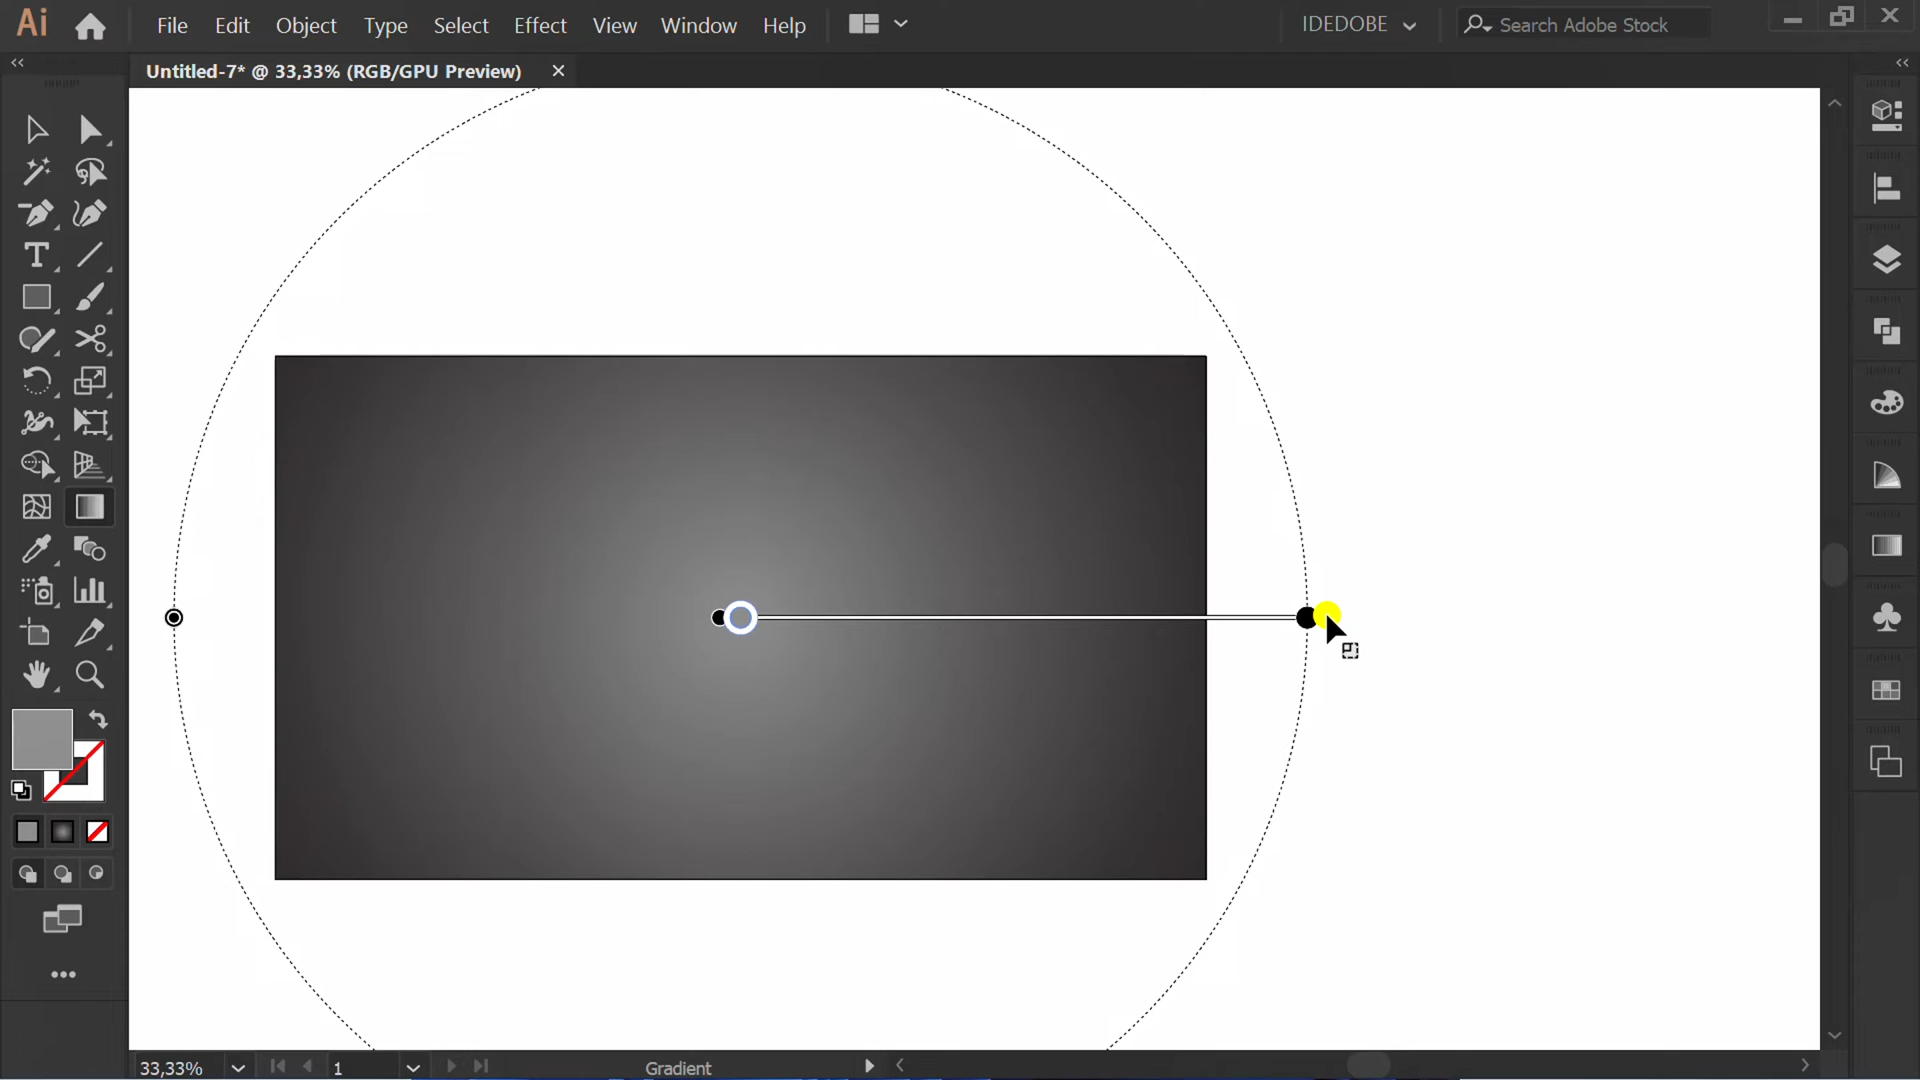 Ai File Edit Object Type Select Effect View Window Help IDEDOBE Search Adobe Stock
Untitled-7* @ 33,33% (RGB/GPU Preview)
T
33,33% 1 Gradient